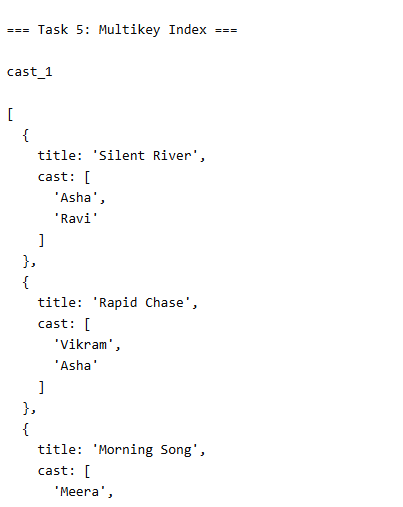 === Task 5: Multikey Index ===
cast_1
[
  {
    title: 'Silent River',
    cast: [
      'Asha',
      'Ravi'
    ]
  },
  {
    title: 'Rapid Chase',
    cast: [
      'Vikram',
      'Asha'
    ]
  },
  {
    title: 'Morning Song',
    cast: [
      'Meera',